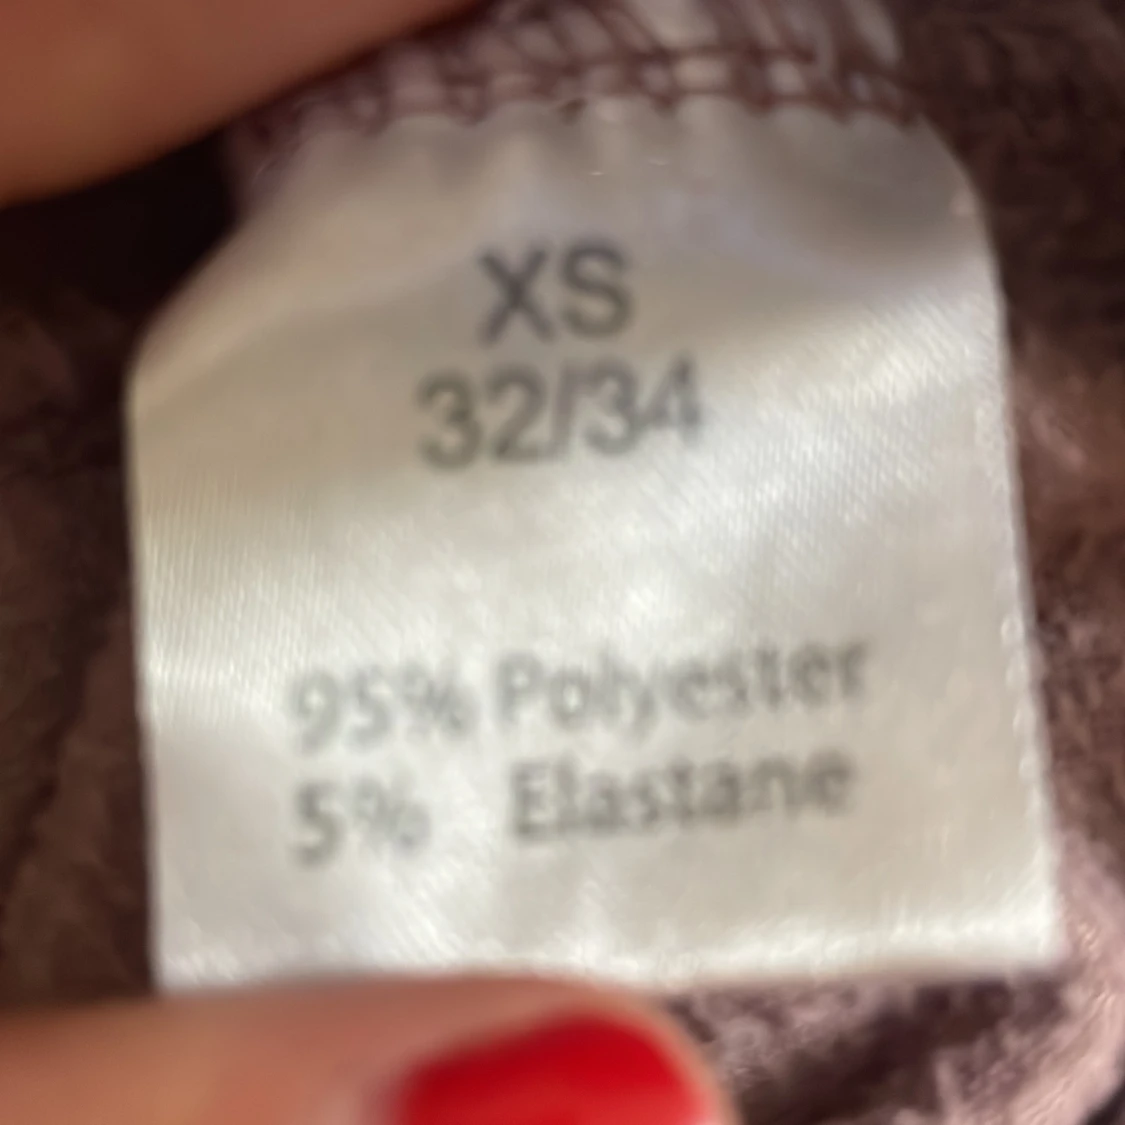 XS
32/34
95% Polyester
5% Elastane